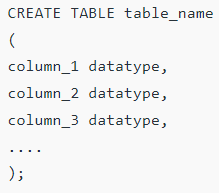 CREATE TABLE table_name
(
column_1 datatype,
column_2 datatype,
column_3 datatype,
....
);